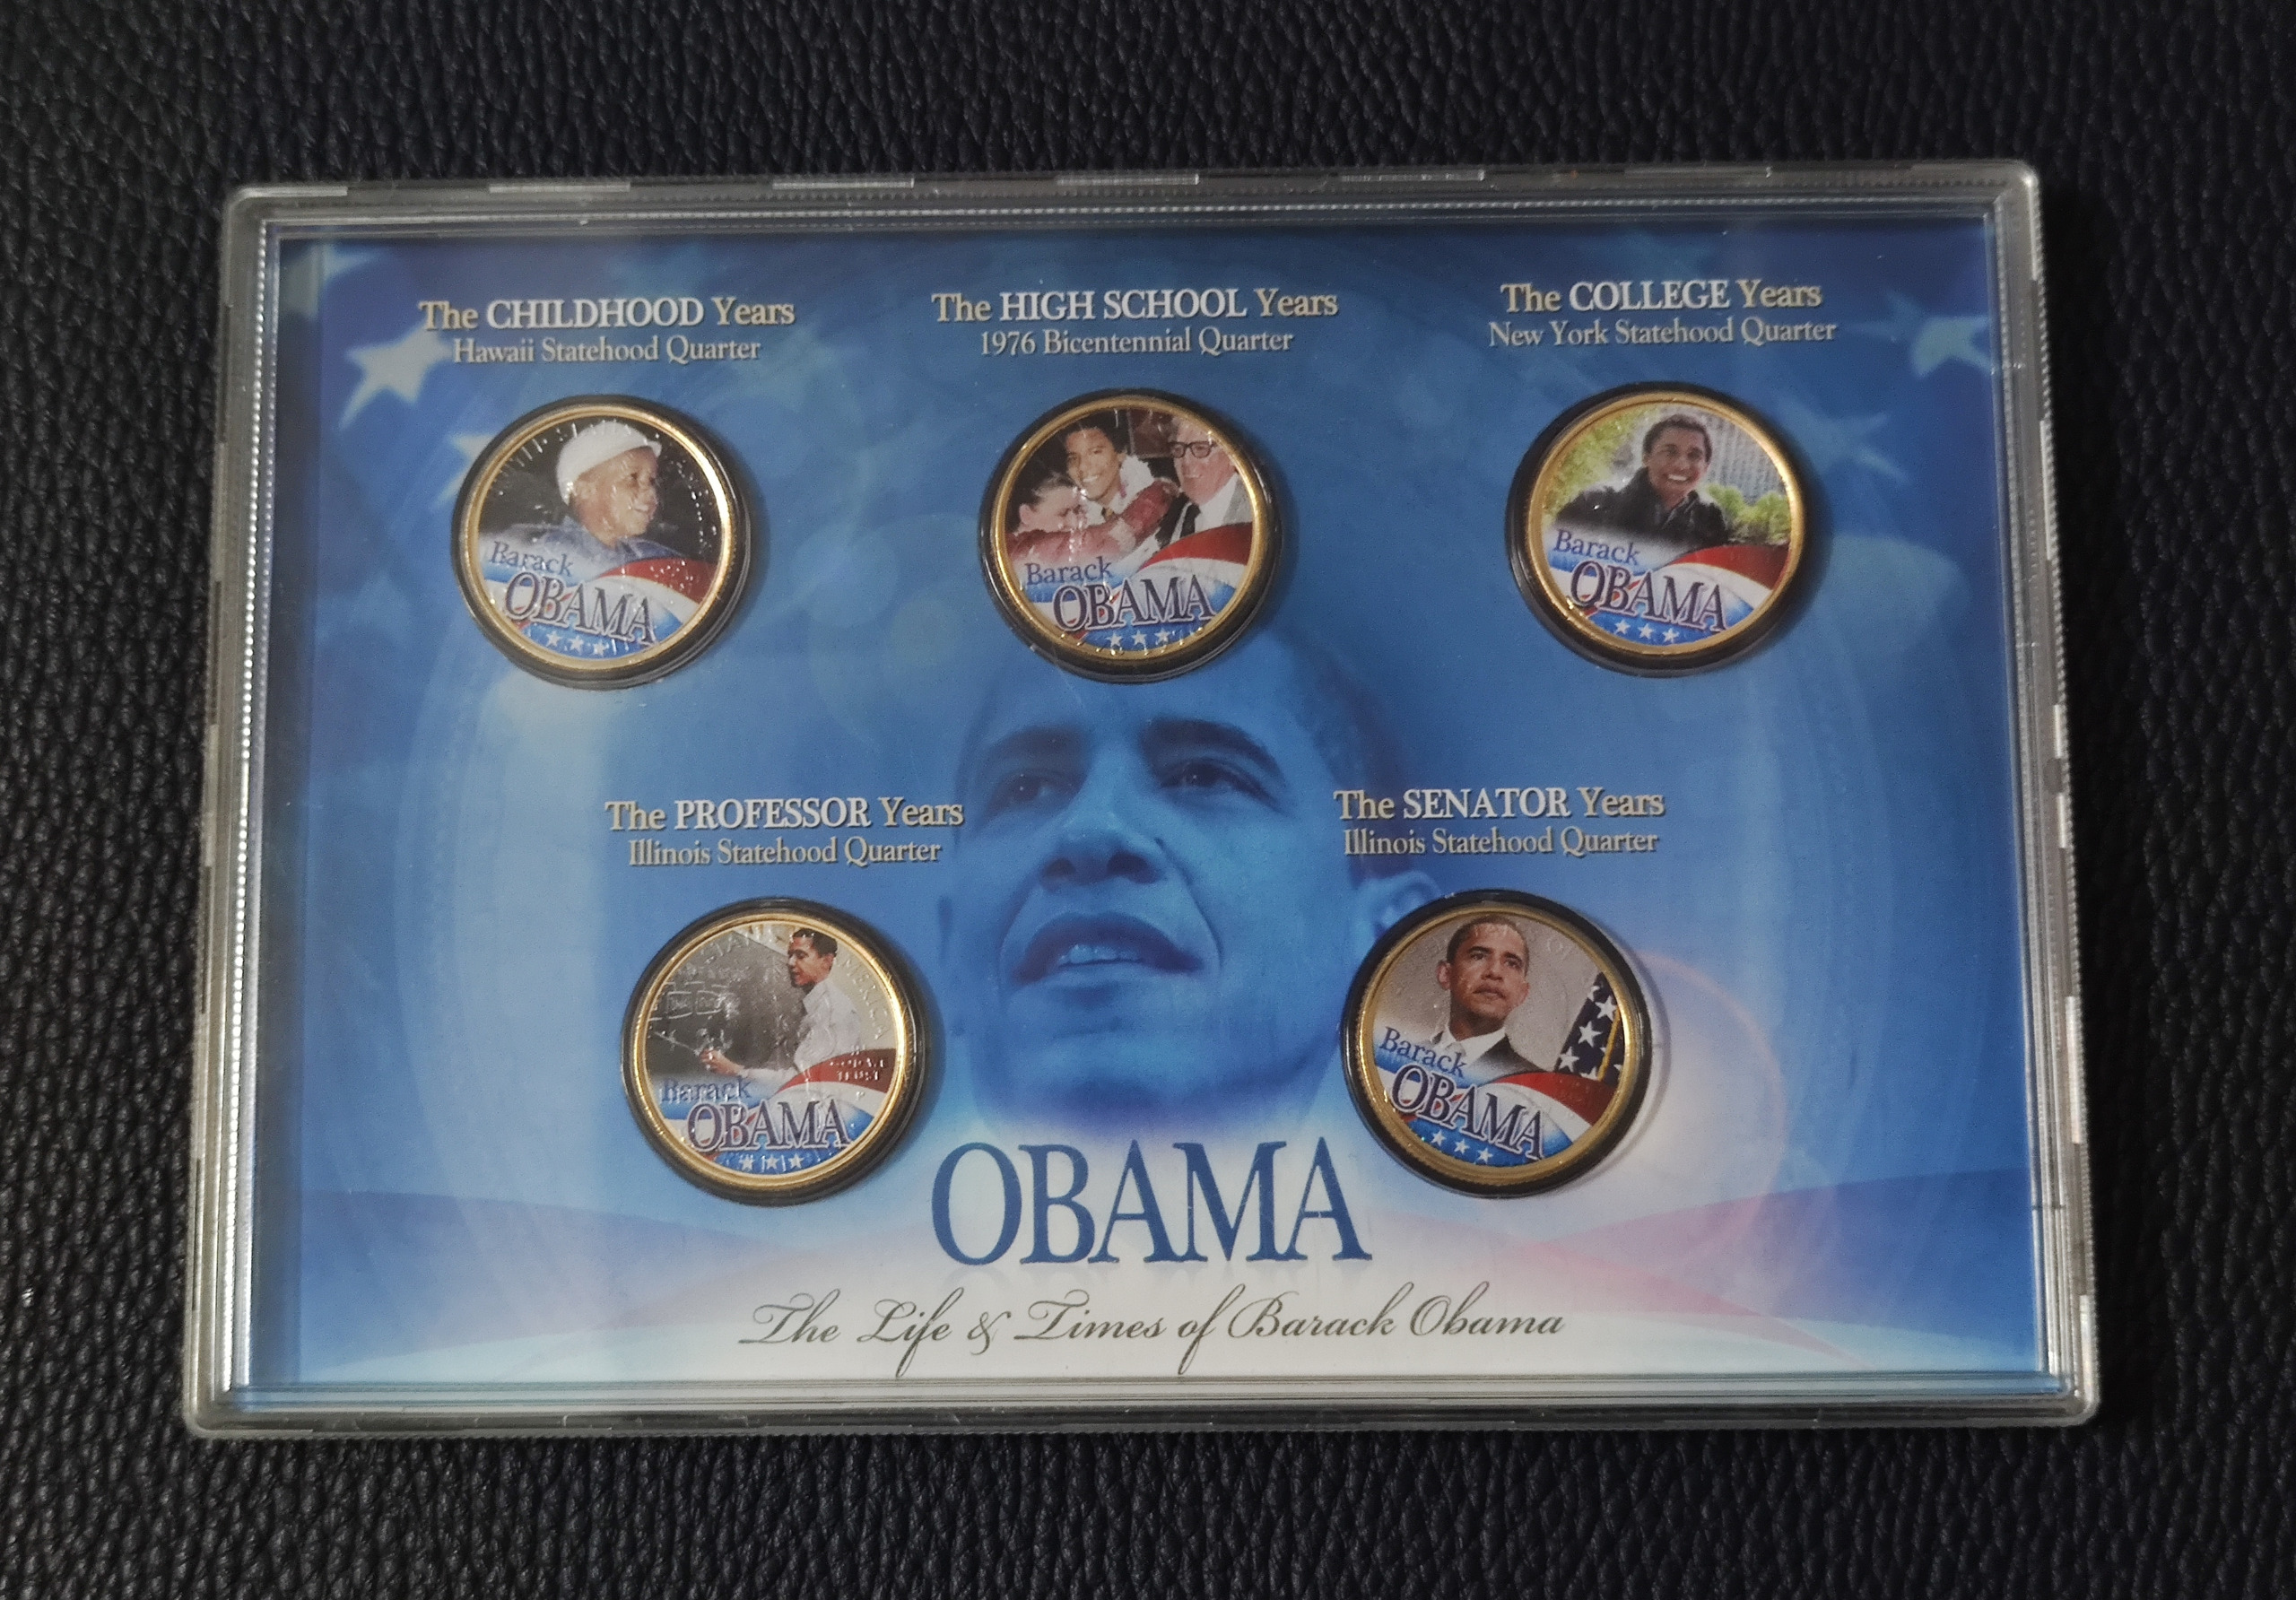 The CHILDHOOD Years
Hawaii Statehood Quarter
The HIGH SCHOOL Years
1976 Bicentennial Quarter
The COLLEGE Years
New York Statehood Quarter
Barack
OBAMA
Barack
OBAMA
Barack
OBAMA
The PROFESSOR Years
Illinois Statehood Quarter
The SENATOR Years
Illinois Statehood Quarter
Barack
OBAMA
Barack
OBAMA
OBAMA
The Life & Times of Barack Obama